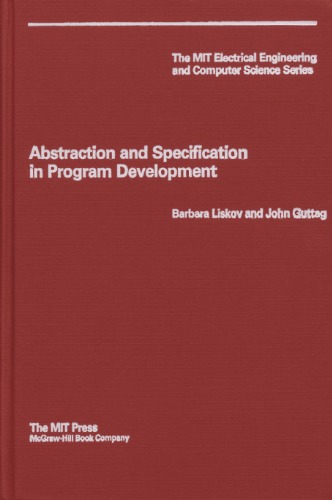 The MIT Electrical Engineering
and Computer Science Series
Abstraction and Specification
in Program Development
Barbara Liskov and John Guttag
The MIT Press
McGraw-Hill Book Company